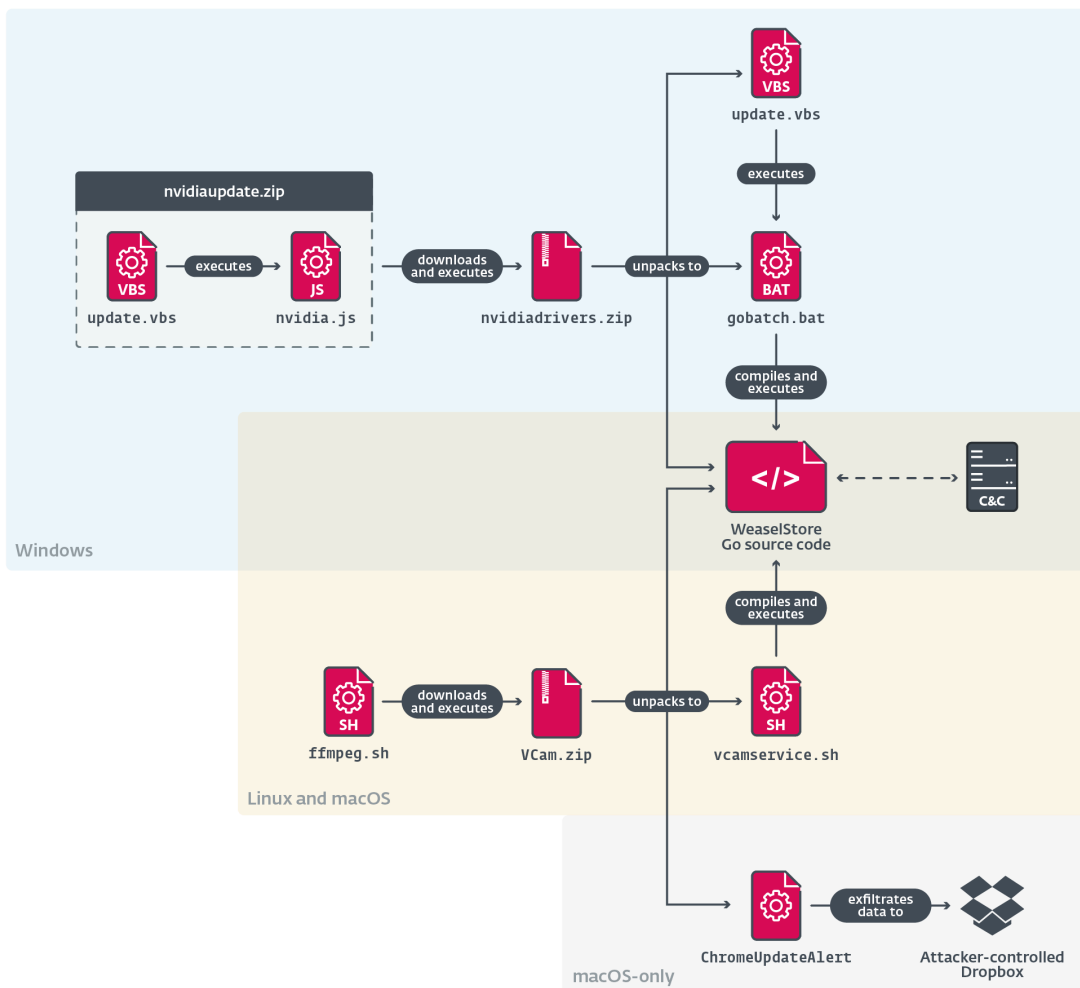 VBS
update.vbs
executes
nvidiaupdate.zip
VBS
update.vbs
executes
JS
nvidia.js
downloads
and executes
nvidiadrivers.zip
unpacks to
BAT
gobatch.bat
compiles and
executes
</>
WeaselStore
Go source code
C&C
Windows
compiles and
executes
SH
ffmpeg.sh
downloads
and executes
VCam.zip
unpacks to
SH
vcamservice.sh
Linux and macOS
ChromeUpdateAlert
exfiltrates
data to
Attacker-controlled
Dropbox
macOS-only